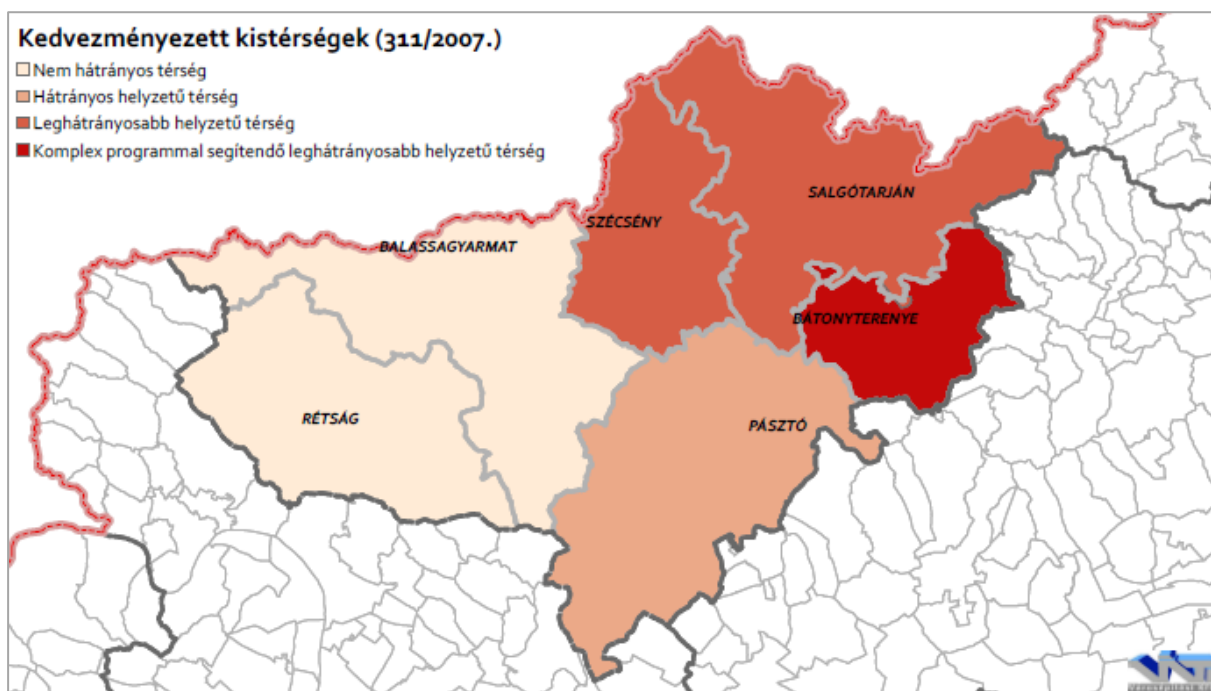 Kedvezményezett kistérségek (311/2007.)
Nem hátrányos térség
Hátrányos helyzetű térség
Leghátrányosabb helyzetű térség
Komplex programmal segítendő leghátrányosabb helyzetű térség
SALGÓTARJÁN
SZÉCSÉNY
BALASSAGYARMAT
BÁTONYTERENYE
RÉTSÁG
PÁSZTÓ